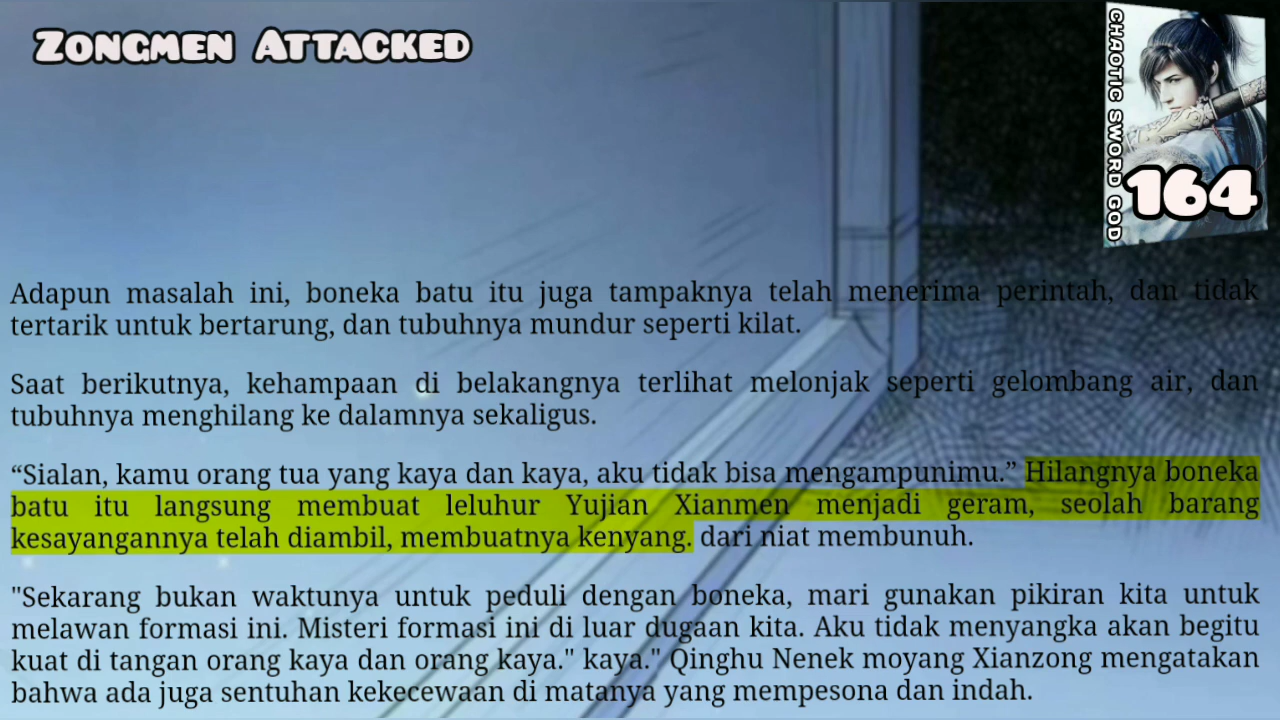 Zongmen Attacked
CHAOTIC SWORD GOD
164
Adapun masalah ini, boneka batu itu juga tampaknya telah menerima perintah, dan tidak
tertarik untuk bertarung, dan tubuhnya mundur seperti kilat.
Saat berikutnya, kehampaan di belakangnya terlihat melonjak seperti gelombang air, dan
tubuhnya menghilang ke dalamnya sekaligus.
“Sialan, kamu orang tua yang kaya dan kaya, aku tidak bisa mengampunimu.” Hilangnya boneka
batu itu langsung membuat leluhur Yujian Xianmen menjadi geram, seolah barang
kesayangannya telah diambil, membuatnya kenyang. dari niat membunuh.
"Sekarang bukan waktunya untuk peduli dengan boneka, mari gunakan pikiran kita untuk
melawan formasi ini. Misteri formasi ini di luar dugaan kita. Aku tidak menyangka akan begitu
kuat di tangan orang kaya dan orang kaya." kaya." Qinghu Nenek moyang Xianzong mengatakan
bahwa ada juga sentuhan kekecewaan di matanya yang mempesona dan indah.